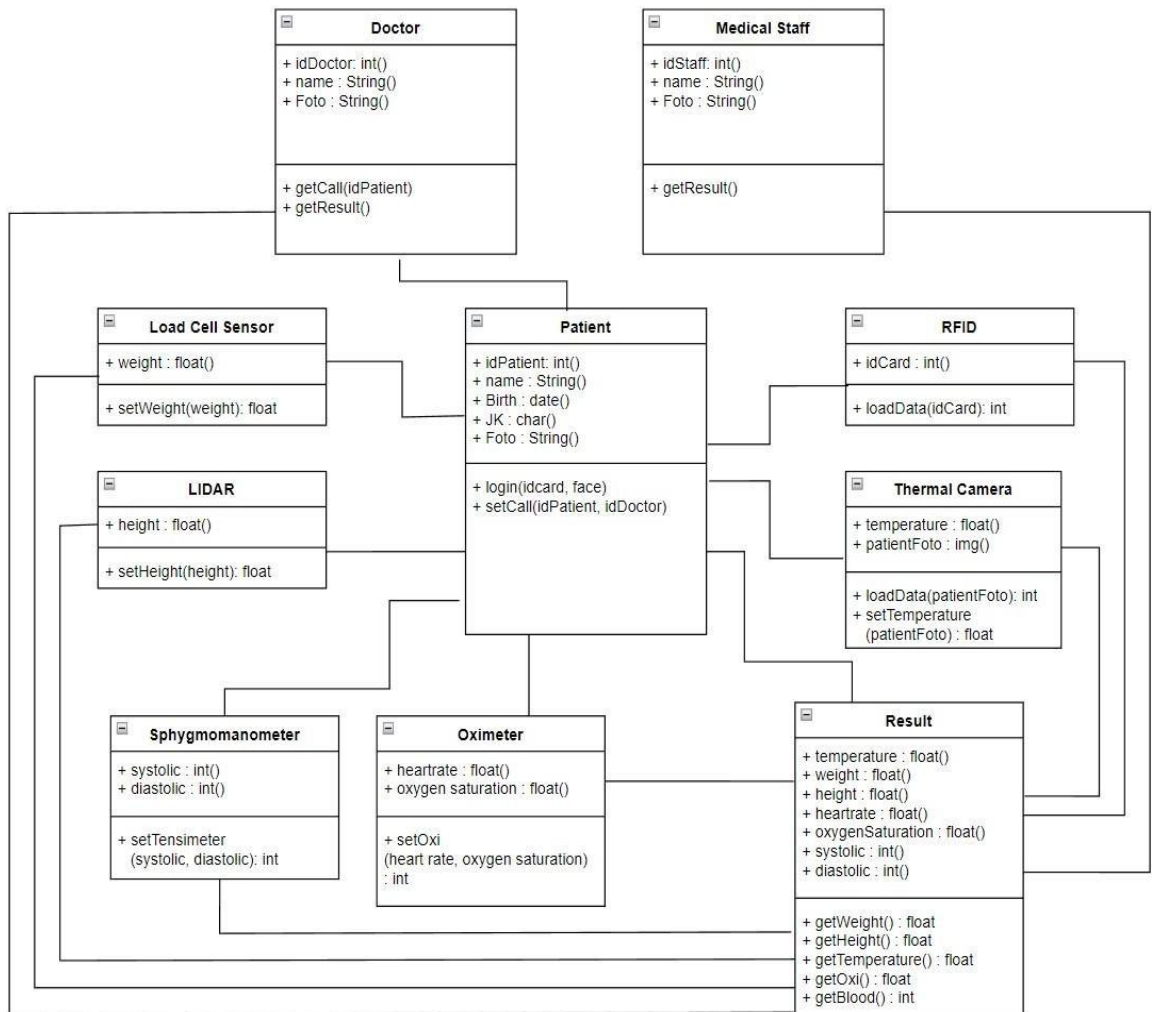 Doctor
+ idDoctor: int()
+ name : String()
+ Foto : String()
+ getCall(idPatient)
+ getResult()
Medical Staff
+ idStaff: int()
+ name : String()
+ Foto : String()
+ getResult()
Load Cell Sensor
+ weight : float()
+ setWeight(weight): float
Patient
+ idPatient: int()
+ name : String()
+ Birth : date()
+ JK : char()
+ Foto : String()
+ login(idcard, face)
+ setCall(idPatient, idDoctor)
RFID
+ idCard : int()
+ loadData(idCard): int
LIDAR
+ height : float()
+ setHeight(height): float
Thermal Camera
+ temperature : float()
+ patientFoto : img()
+ loadData(patientFoto): int
+ setTemperature
(patientFoto) : float
Sphygmomanometer
+ systolic : int()
+ diastolic : int()
+ setTensimeter
(systolic, diastolic): int
Oximeter
+ heartrate : float()
+ oxygen saturation : float()
+ setOxi
(heart rate, oxygen saturation)
: int
Result
+ temperature : float()
+ weight : float()
+ height : float()
+ heartrate : float()
+ oxygenSaturation : float()
+ systolic : int()
+ diastolic : int()
+ getWeight() : float
+ getHeight() : float
+ getTemperature() : float
+ getOxi() : float
+ getBlood() : int